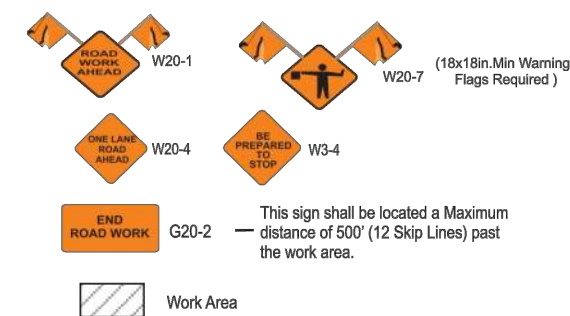 ROAD
WORK
AHEAD
W20-1
W20-7
(18x18in.Min Warning
Flags Required )
ONE LANE
ROAD
AHEAD
W20-4
BE
PREPARED
TO
STOP
W3-4
END
ROAD WORK
G20-2
— This sign shall be located a Maximum
distance of 500' (12 Skip Lines) past
the work area.
Work Area